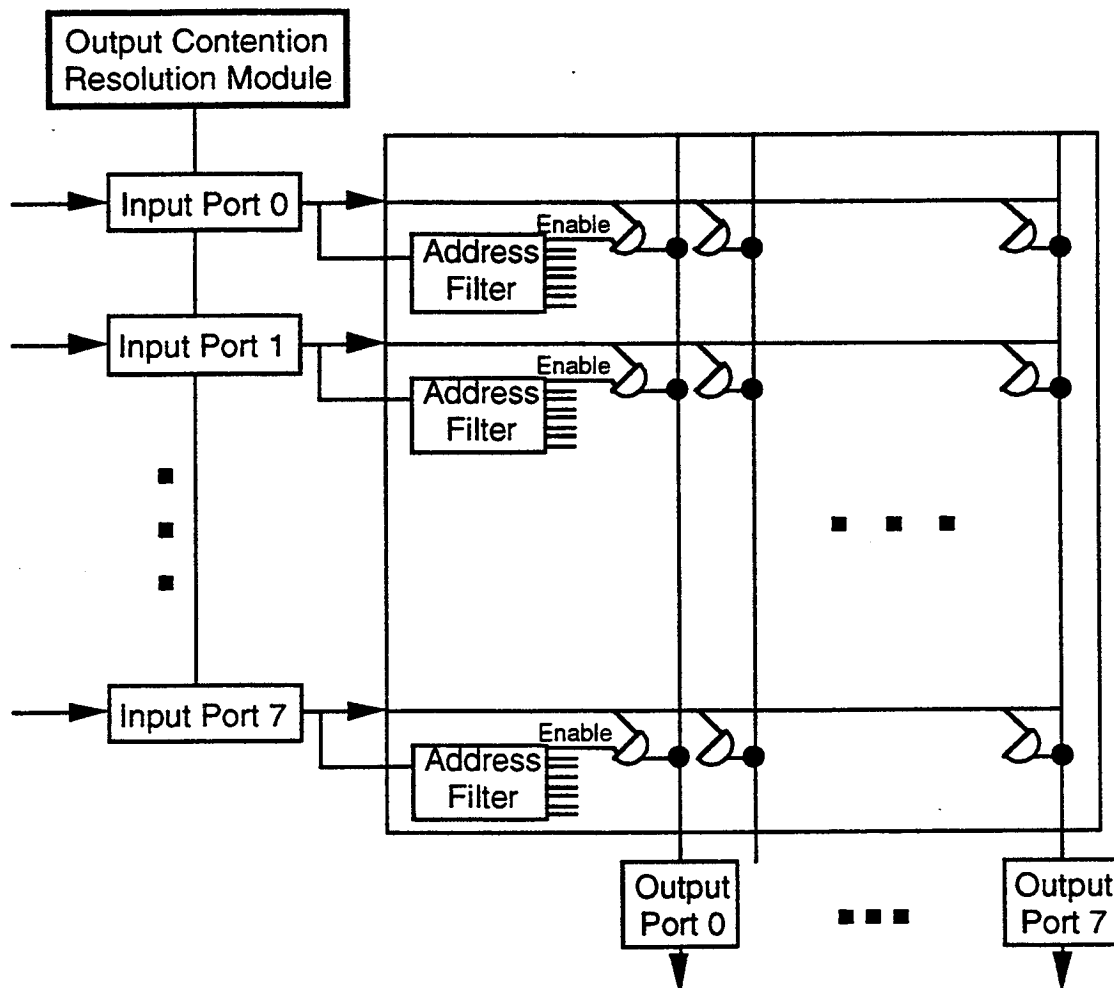 Output Contention
Resolution Module
Input Port 0
Enable
Address
Filter
Input Port 1
Enable
Address
Filter
Input Port 7
Enable
Address
Filter
Output
Port 0
Output
Port 7